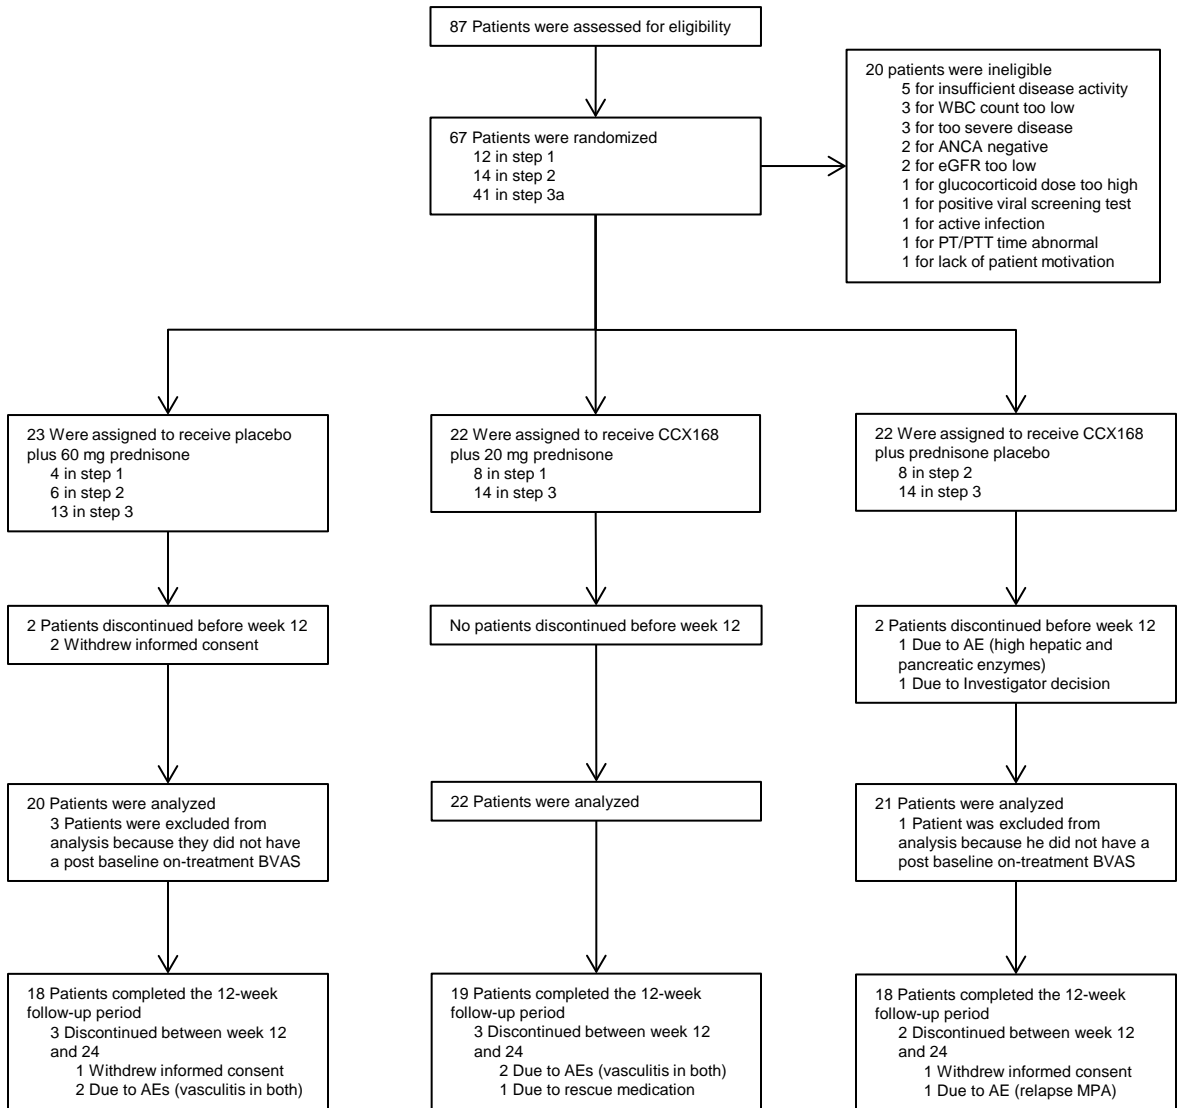 87 Patients were assessed for eligibility
20 patients were ineligible
5 for insufficient disease activity
3 for WBC count too low
3 for too severe disease
2 for ANCA negative
2 for eGFR too low
1 for glucocorticoid dose too high
1 for positive viral screening test
1 for active infection
1 for PT/PTT time abnormal
1 for lack of patient motivation
67 Patients were randomized
12 in step 1
14 in step 2
41 in step 3a
23 Were assigned to receive placebo
plus 60 mg prednisone
4 in step 1
6 in step 2
13 in step 3
22 Were assigned to receive CCX168
plus 20 mg prednisone
8 in step 1
14 in step 3
22 Were assigned to receive CCX168
plus prednisone placebo
8 in step 2
14 in step 3
2 Patients discontinued before week 12
2 Withdrew informed consent
No patients discontinued before week 12
2 Patients discontinued before week 12
1 Due to AE (high hepatic and
pancreatic enzymes)
1 Due to Investigator decision
20 Patients were analyzed
3 Patients were excluded from
analysis because they did not have
a post baseline on-treatment BVAS
22 Patients were analyzed
21 Patients were analyzed
1 Patient was excluded from
analysis because he did not have a
post baseline on-treatment BVAS
18 Patients completed the 12-week
follow-up period
3 Discontinued between week 12
and 24
1 Withdrew informed consent
2 Due to AEs (vasculitis in both)
19 Patients completed the 12-week
follow-up period
3 Discontinued between week 12
and 24
2 Due to AEs (vasculitis in both)
1 Due to rescue medication
18 Patients completed the 12-week
follow-up period
2 Discontinued between week 12
and 24
1 Withdrew informed consent
1 Due to AE (relapse MPA)